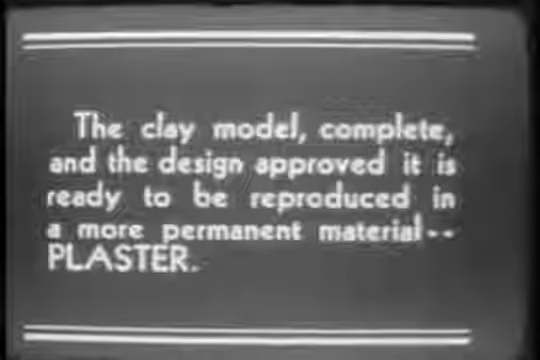 The clay model, complete,
and the design approved it is
ready to be reproduced in
a more permanent material--
PLASTER.